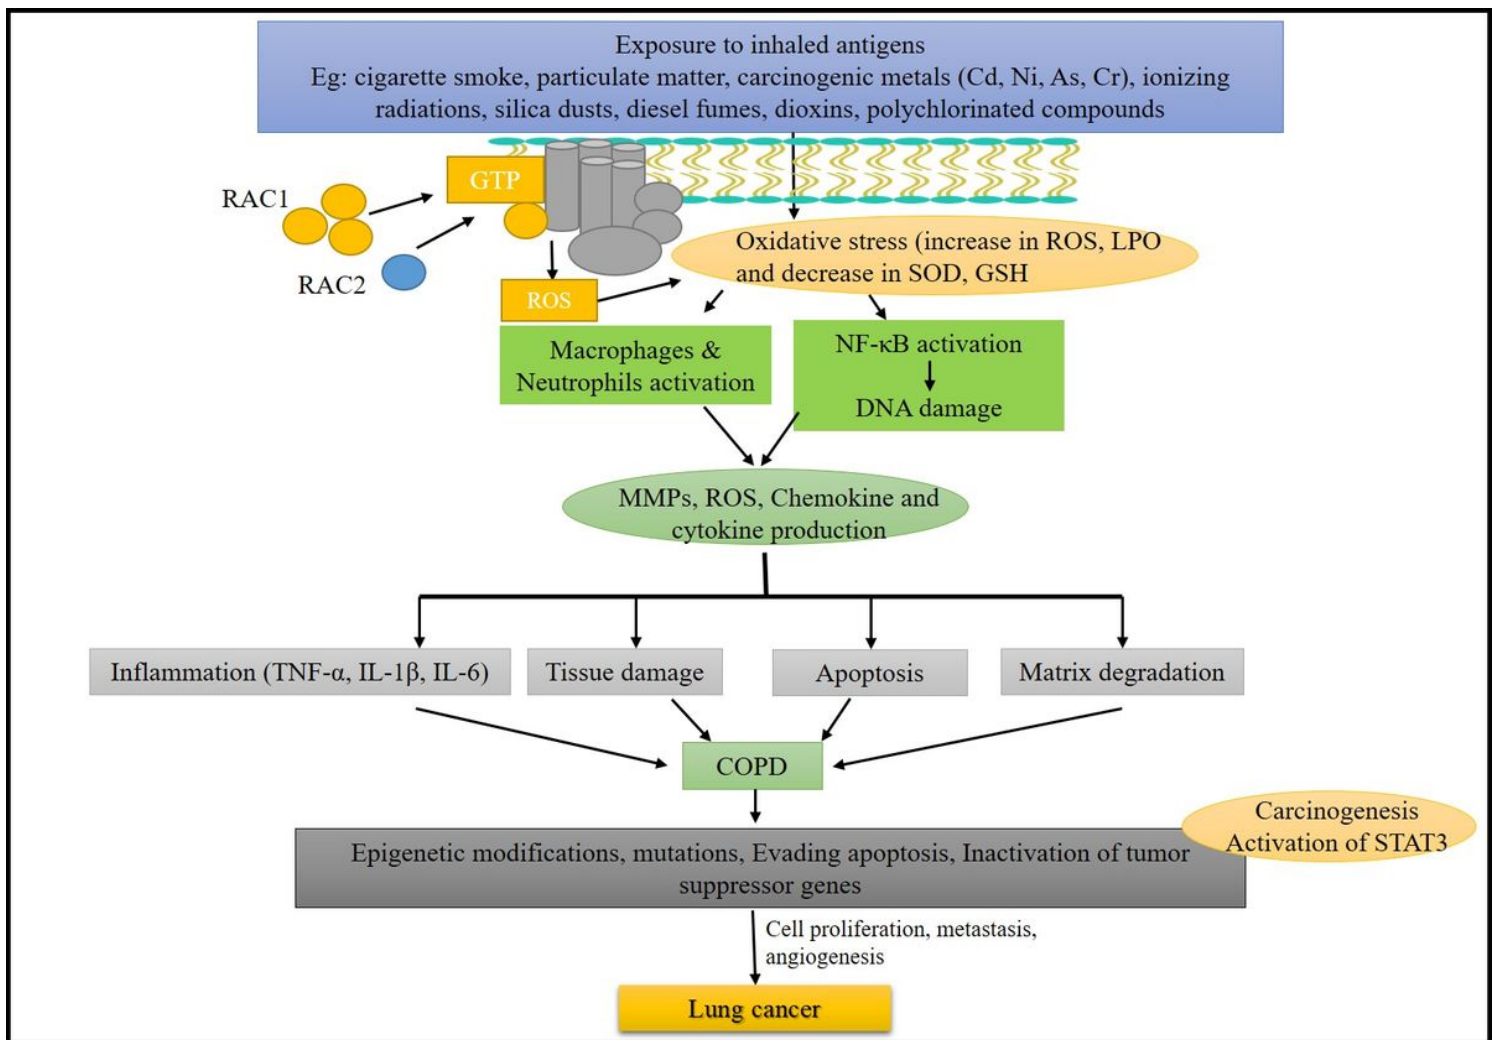 Exposure to inhaled antigens
Eg: cigarette smoke, particulate matter, carcinogenic metals (Cd, Ni, As, Cr), ionizing
radiations, silica dusts, diesel fumes, dioxins, polychlorinated compounds
GTP
RAC1
RAC2
ROS
Oxidative stress (increase in ROS, LPO
and decrease in SOD, GSH
Macrophages &
Neutrophils activation
NF-κB activation
DNA damage
MMPs, ROS, Chemokine and
cytokine production
Inflammation (TNF-α, IL-1β, IL-6)
Tissue damage
Apoptosis
Matrix degradation
COPD
Carcinogenesis
Activation of STAT3
Epigenetic modifications, mutations, Evading apoptosis, Inactivation of tumor
suppressor genes
Cell proliferation, metastasis,
angiogenesis
Lung cancer